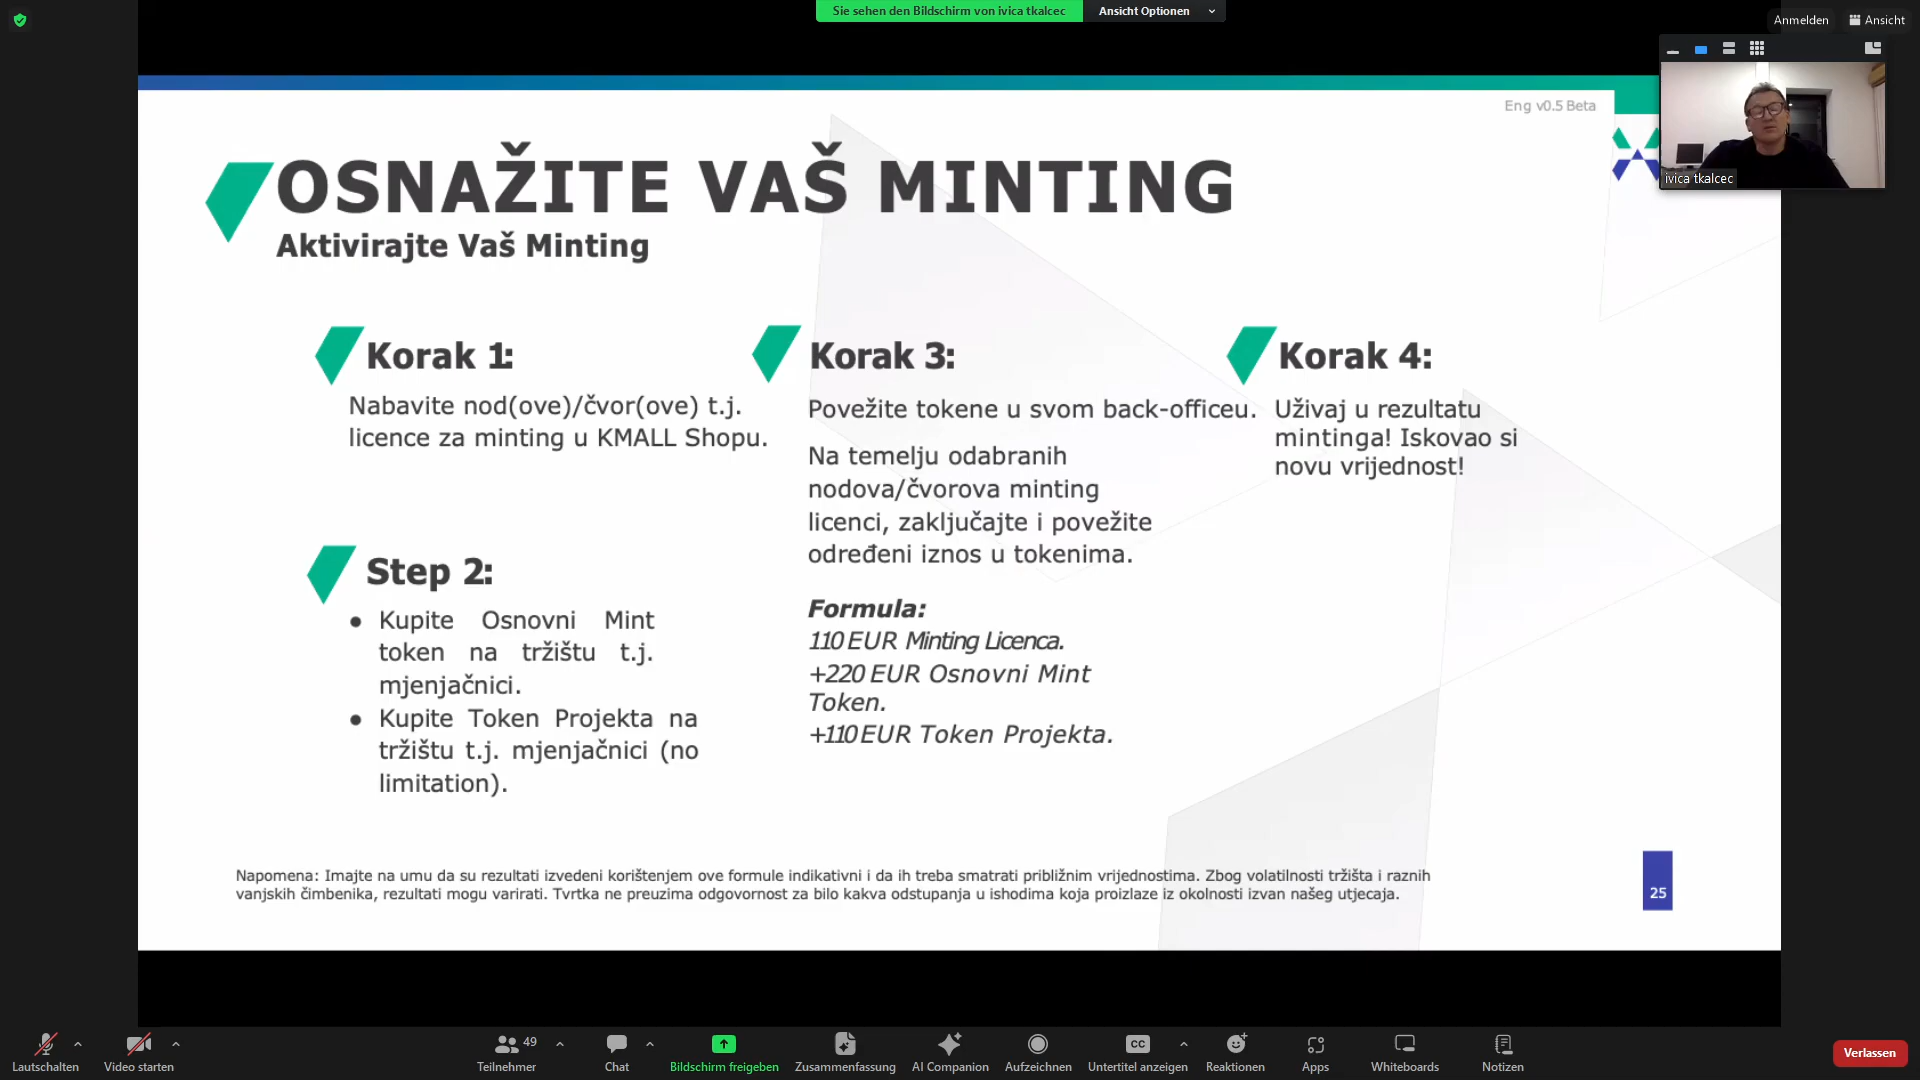 Sie sehen den Bildschirm von ivica tkalcec
Ansicht Optionen
Anmelden
Ansicht
ivica tkalcec
Eng v0.5 Beta
OSNAŽITE VAŠ MINTING
Aktivirajte Vaš Minting
Korak 1:
Nabavite nod(ove)/čvor(ove) t.j.
licence za minting u KMALL Shopu.
Step 2:
● Kupite Osnovni Mint
token na tržištu t.j.
mjenjačnici.
● Kupite Token Projekta na
tržištu t.j. mjenjačnici (no
limitation).
Korak 3:
Povežite tokene u svom back-officeu.
Na temelju odabranih
nodova/čvorova minting
licenci, zaključajte i povežite
određeni iznos u tokenima.
Formula:
110 EUR Minting Licenca.
+220 EUR Osnovni Mint
Token.
+110 EUR Token Projekta.
Korak 4:
Uživaj u rezultatu
mintinga! Iskovao si
novu vrijednost!
Napomena: Imajte na umu da su rezultati izvedeni korištenjem ove formule indikativni i da ih treba smatrati približnim vrijednostima. Zbog volatilnosti tržišta i raznih
vanjskih čimbenika, rezultati mogu varirati. Tvrtka ne preuzima odgovornost za bilo kakva odstupanja u ishodima koja proizlaze iz okolnosti izvan našeg utjecaja.
25
Lautschalten
Video starten
49
Teilnehmer
Chat
Bildschirm freigeben
Zusammenfassung
AI Companion
Aufzeichnen
CC
Untertitel anzeigen
Reaktionen
Apps
Whiteboards
Notizen
Verlassen